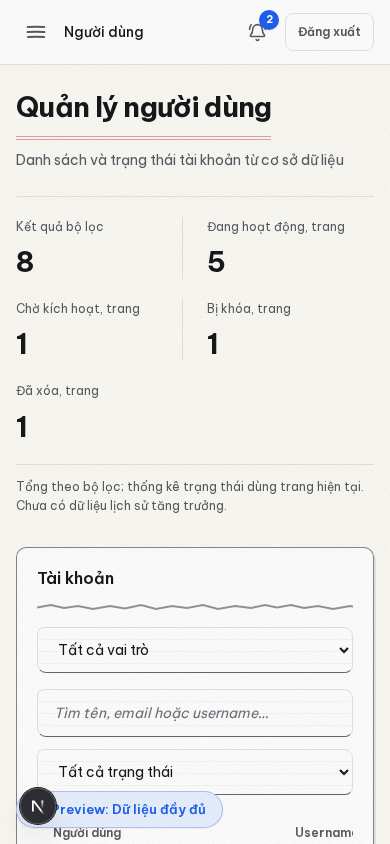 Người dùng
2
Đăng xuất
Quản lý người dùng
Danh sách và trạng thái tài khoản từ cơ sở dữ liệu
Kết quả bộ lọc
8
Đang hoạt động, trang
5
Chờ kích hoạt, trang
1
Bị khóa, trang
1
Đã xóa, trang
1
Tổng theo bộ lọc; thống kê trạng thái dùng trang hiện tại.
Chưa có dữ liệu lịch sử tăng trưởng.
Tài khoản
Tất cả vai trò
Tìm tên, email hoặc username...
Tất cả trạng thái
N
Preview: Dữ liệu đầy đủ
Người dùng
Username